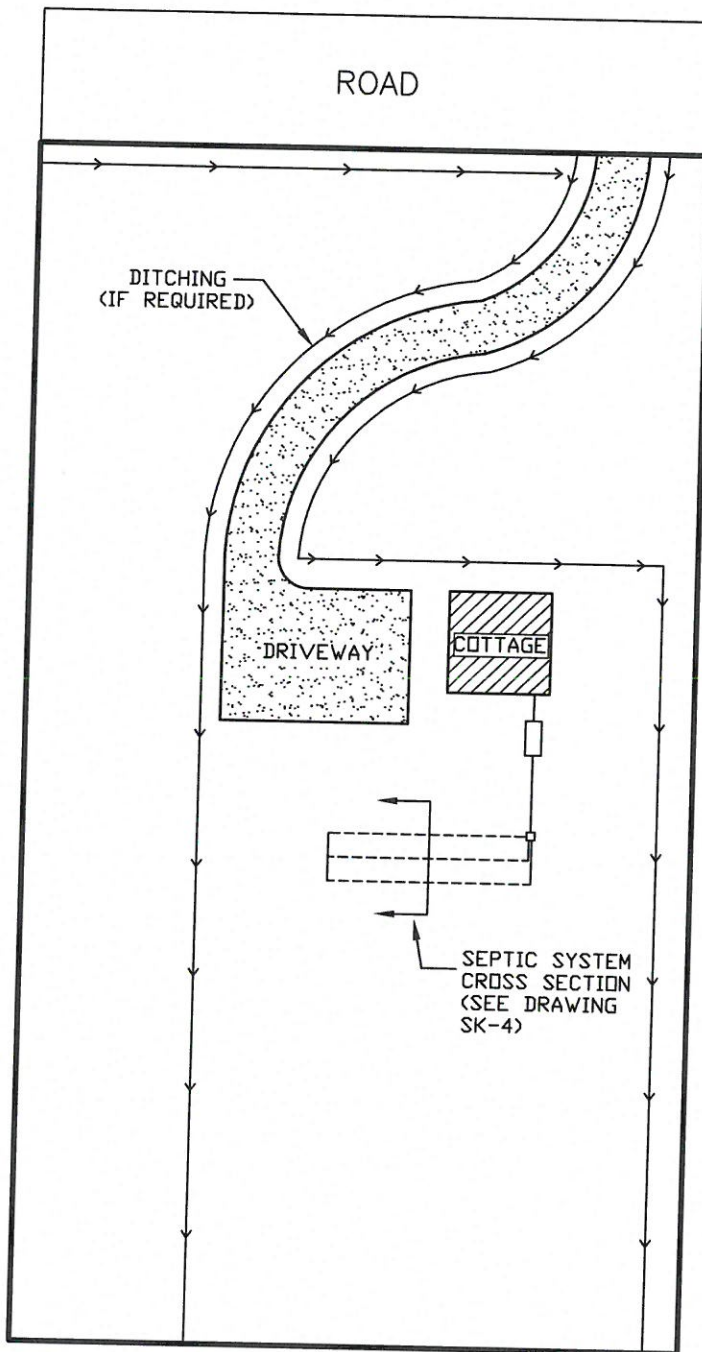 ROAD
DITCHING
(IF REQUIRED)
DRIVEWAY
COTTAGE
SEPTIC SYSTEM
CROSS SECTION
(SEE DRAWING
SK-4)